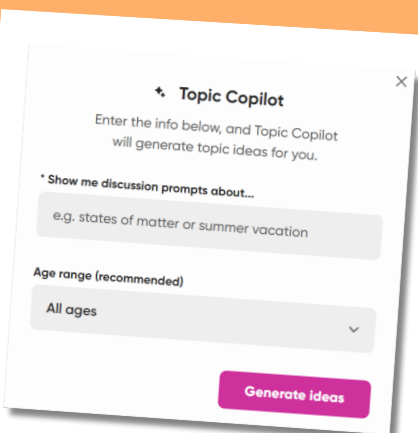 Topic Copilot
Enter the info below, and Topic Copilot
will generate topic ideas for you.
* Show me discussion prompts about...
e.g. states of matter or summer vacation
Age range (recommended)
All ages
Generate ideas